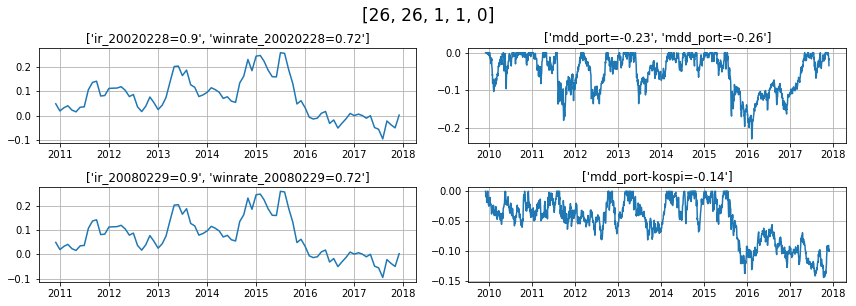 [26, 26, 1, 1, 0]
['ir_20020228=0.9', 'winrate_20020228=0.72']
0.2
0.1
0.0
−0.1
2011 2012 2013 2014 2015 2016 2017 2018
['mdd_port=-0.23', 'mdd_port=-0.26']
0.0
−0.1
−0.2
2010 2011 2012 2013 2014 2015 2016 2017 2018
['ir_20080229=0.9', 'winrate_20080229=0.72']
0.2
0.1
0.0
−0.1
2011 2012 2013 2014 2015 2016 2017 2018
['mdd_port-kospi=-0.14']
0.00
−0.05
−0.10
−0.15
2010 2011 2012 2013 2014 2015 2016 2017 2018